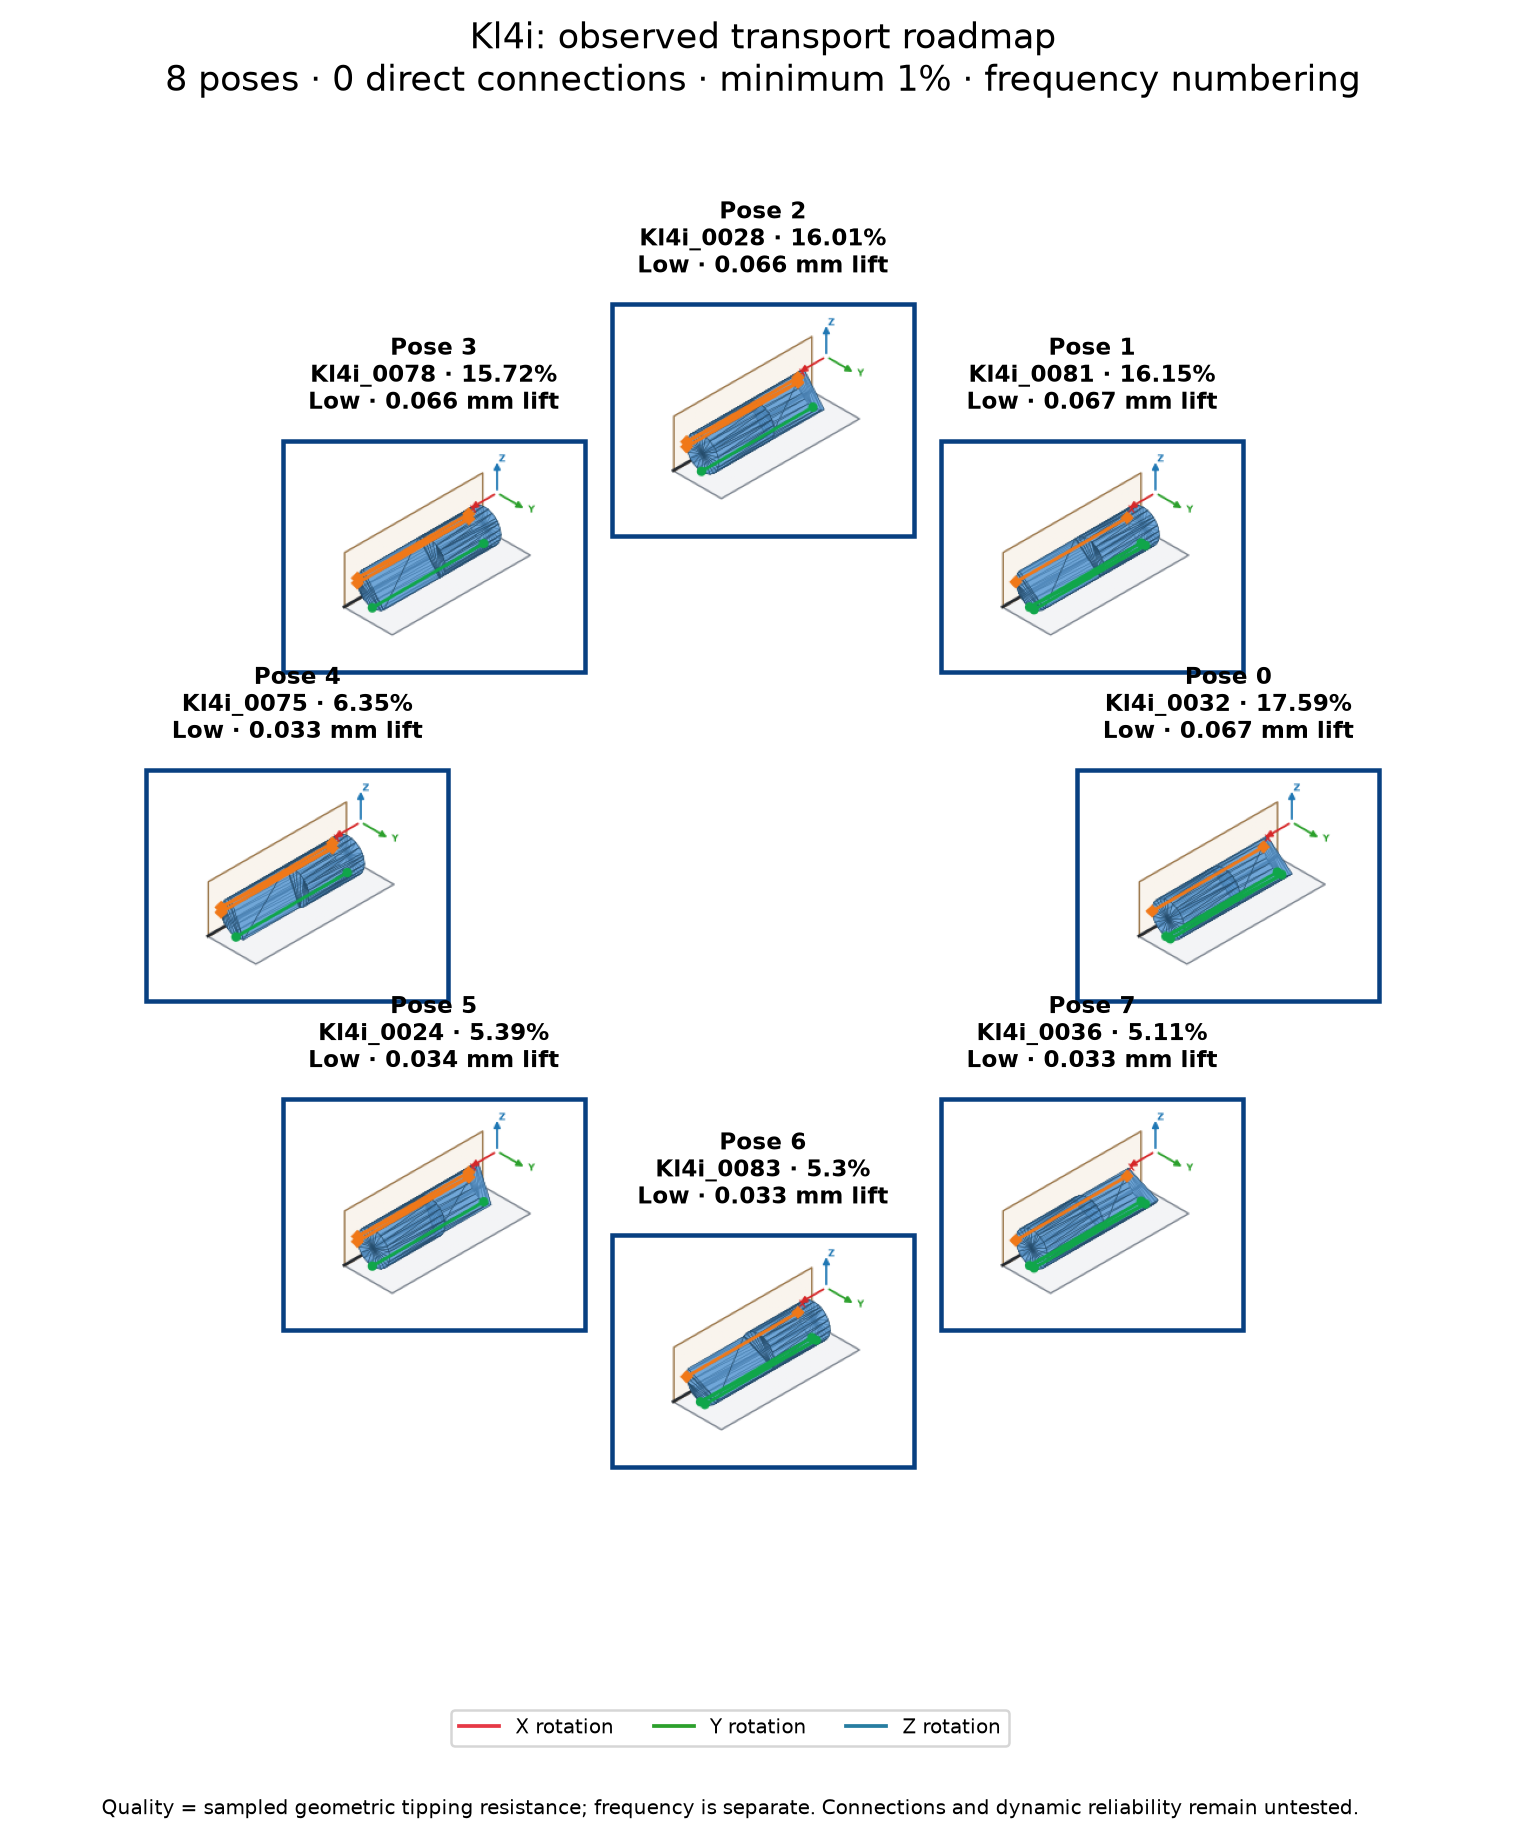 Kl4i: observed transport roadmap
8 poses · 0 direct connections · minimum 1% · frequency numbering
Pose 2
Kl4i_0028 · 16.01%
Low · 0.066 mm lift
Z
Y
Pose 3
Kl4i_0078 · 15.72%
Low · 0.066 mm lift
Z
Y
Pose 1
Kl4i_0081 · 16.15%
Low · 0.067 mm lift
Z
Y
Pose 4
Kl4i_0075 · 6.35%
Low · 0.033 mm lift
Z
Y
Pose 0
Kl4i_0032 · 17.59%
Low · 0.067 mm lift
Z
Y
Pose 5
Kl4i_0024 · 5.39%
Low · 0.034 mm lift
Z
Y
Pose 7
Kl4i_0036 · 5.11%
Low · 0.033 mm lift
Z
Y
Pose 6
Kl4i_0083 · 5.3%
Low · 0.033 mm lift
Z
Y
X rotation
Y rotation
Z rotation
Quality = sampled geometric tipping resistance; frequency is separate. Connections and dynamic reliability remain untested.